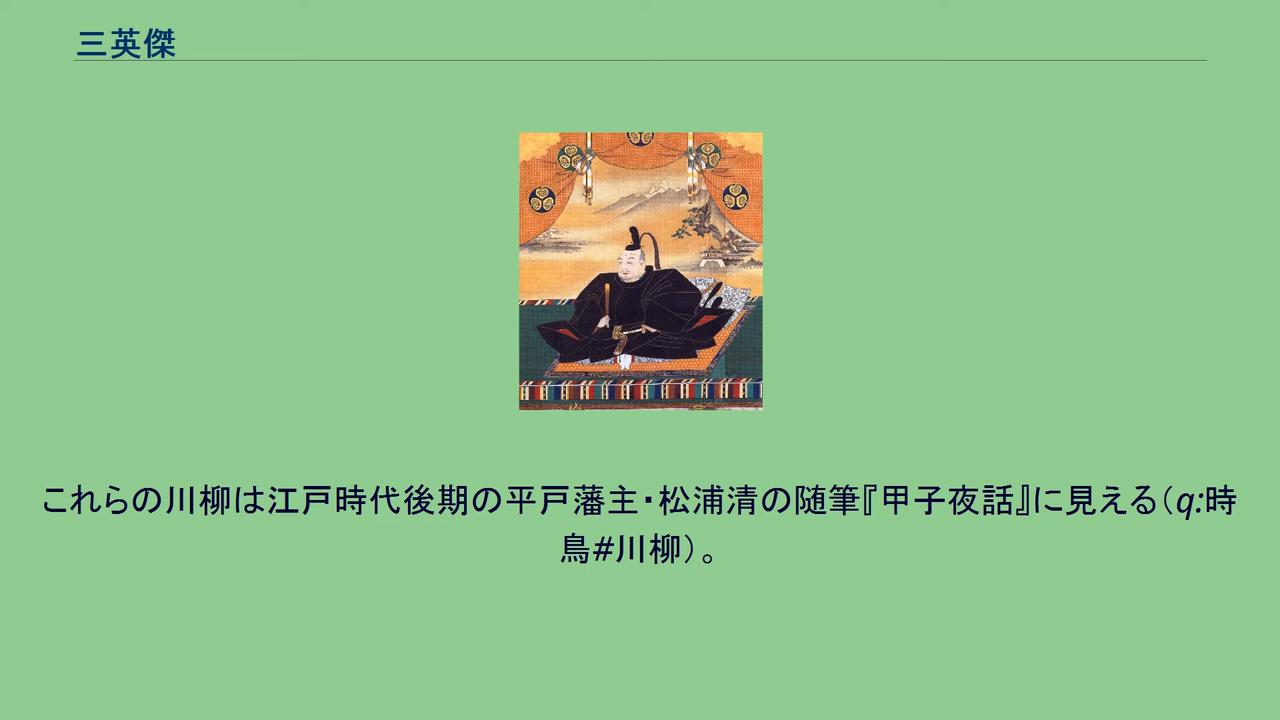 三英傑
これらの川柳は江戸時代後期の平戸藩主・松浦清の随筆『甲子夜話』に見える（q:時
鳥#川柳）。